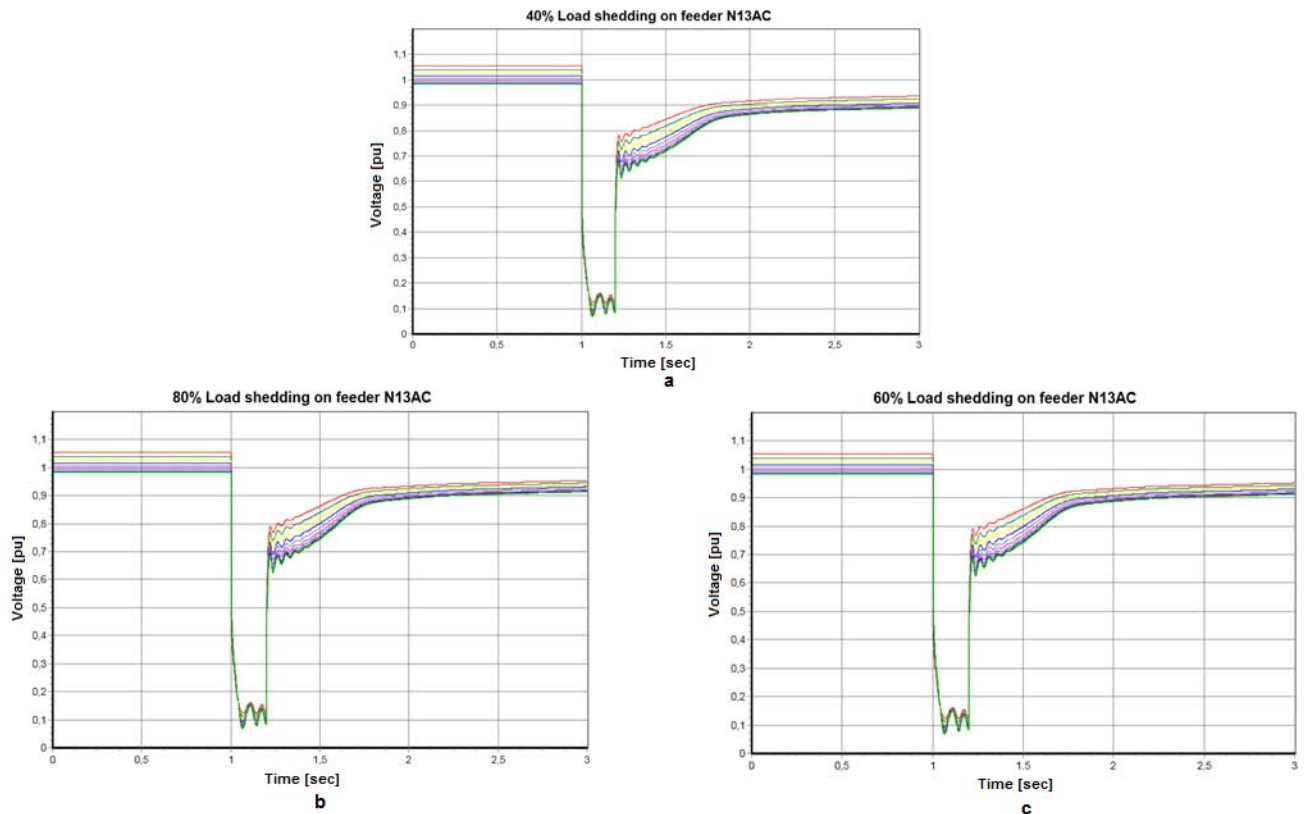 40% Load shedding on feeder N13AC
Voltage [pu]
1,1
1
0,9
0,8
0,7
0,6
0,5
0,4
0,3
0,2
0,1
0
0 0,5 1 1,5 2 2,5 3
Time [sec]
a
80% Load shedding on feeder N13AC
Voltage [pu]
1,1
1
0,9
0,8
0,7
0,6
0,5
0,4
0,3
0,2
0,1
0
0 0,5 1 1,5 2 2,5 3
Time [sec]
b
60% Load shedding on feeder N13AC
Voltage [pu]
1,1
1
0,9
0,8
0,7
0,6
0,5
0,4
0,3
0,2
0,1
0
0 0,5 1 1,5 2 2,5 3
Time [sec]
c